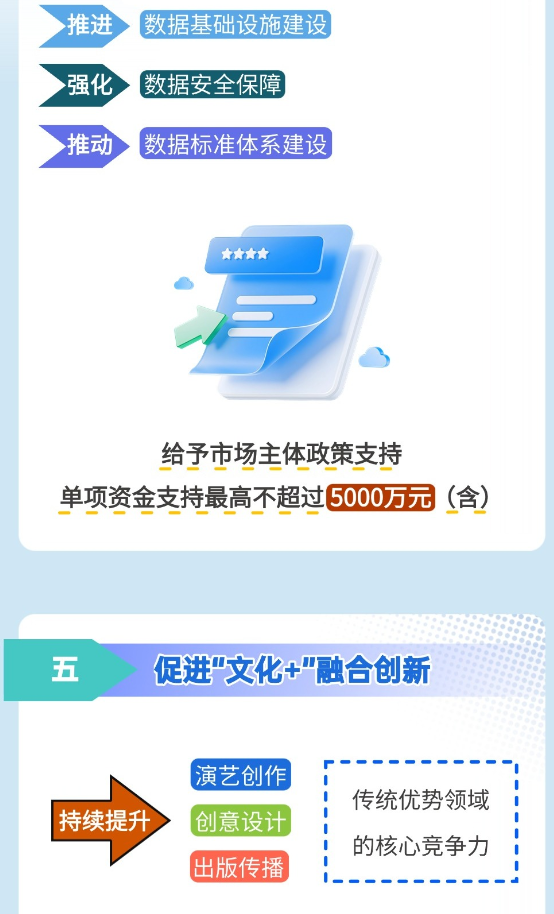 推进 数据基础设施建设
强化 数据安全保障
推动 数据标准体系建设
给予市场主体政策支持
单项资金支持最高不超过5000万元（含）
五 促进“文化+”融合创新
持续提升
演艺创作
创意设计
出版传播
传统优势领域
的核心竞争力